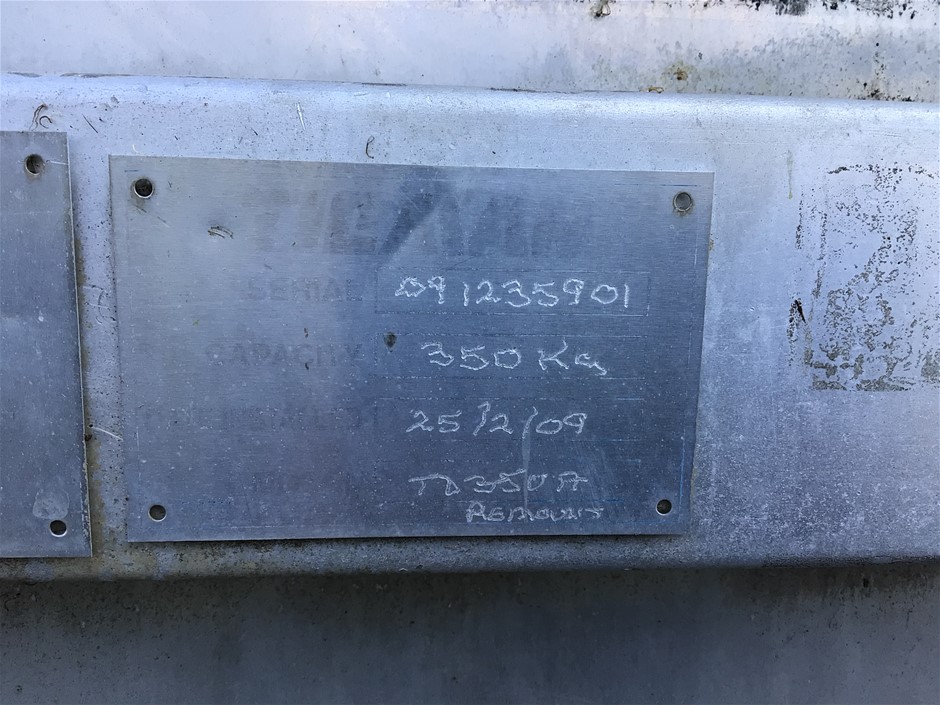 SERIAL 091235901
CAPACITY 350 Kg
25/2/09
TD350A
REMOUNT